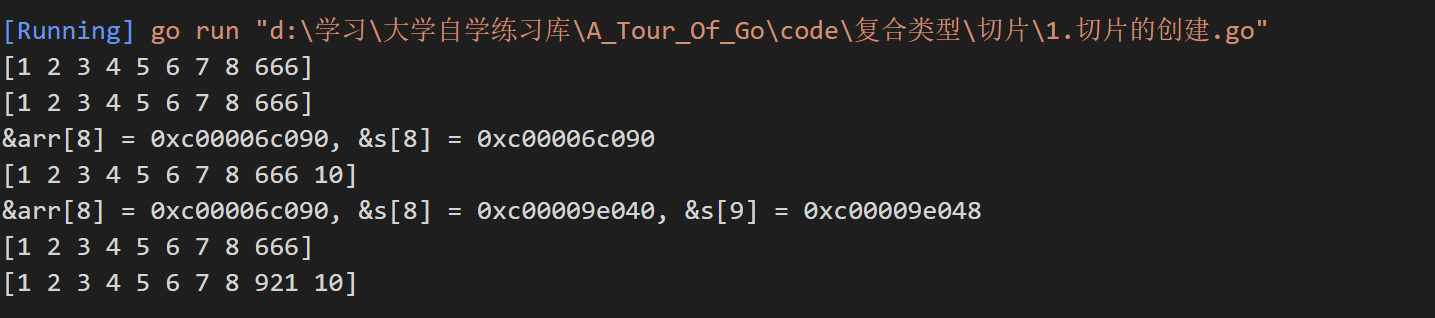 [Running] go run "d:\学习\大学自学练习库\A_Tour_Of_Go\code\复合类型\切片\1.切片的创建.go"
[1 2 3 4 5 6 7 8 666]
[1 2 3 4 5 6 7 8 666]
&arr[8] = 0xc00006c090, &s[8] = 0xc00006c090
[1 2 3 4 5 6 7 8 666 10]
&arr[8] = 0xc00006c090, &s[8] = 0xc00009e040, &s[9] = 0xc00009e048
[1 2 3 4 5 6 7 8 666]
[1 2 3 4 5 6 7 8 921 10]